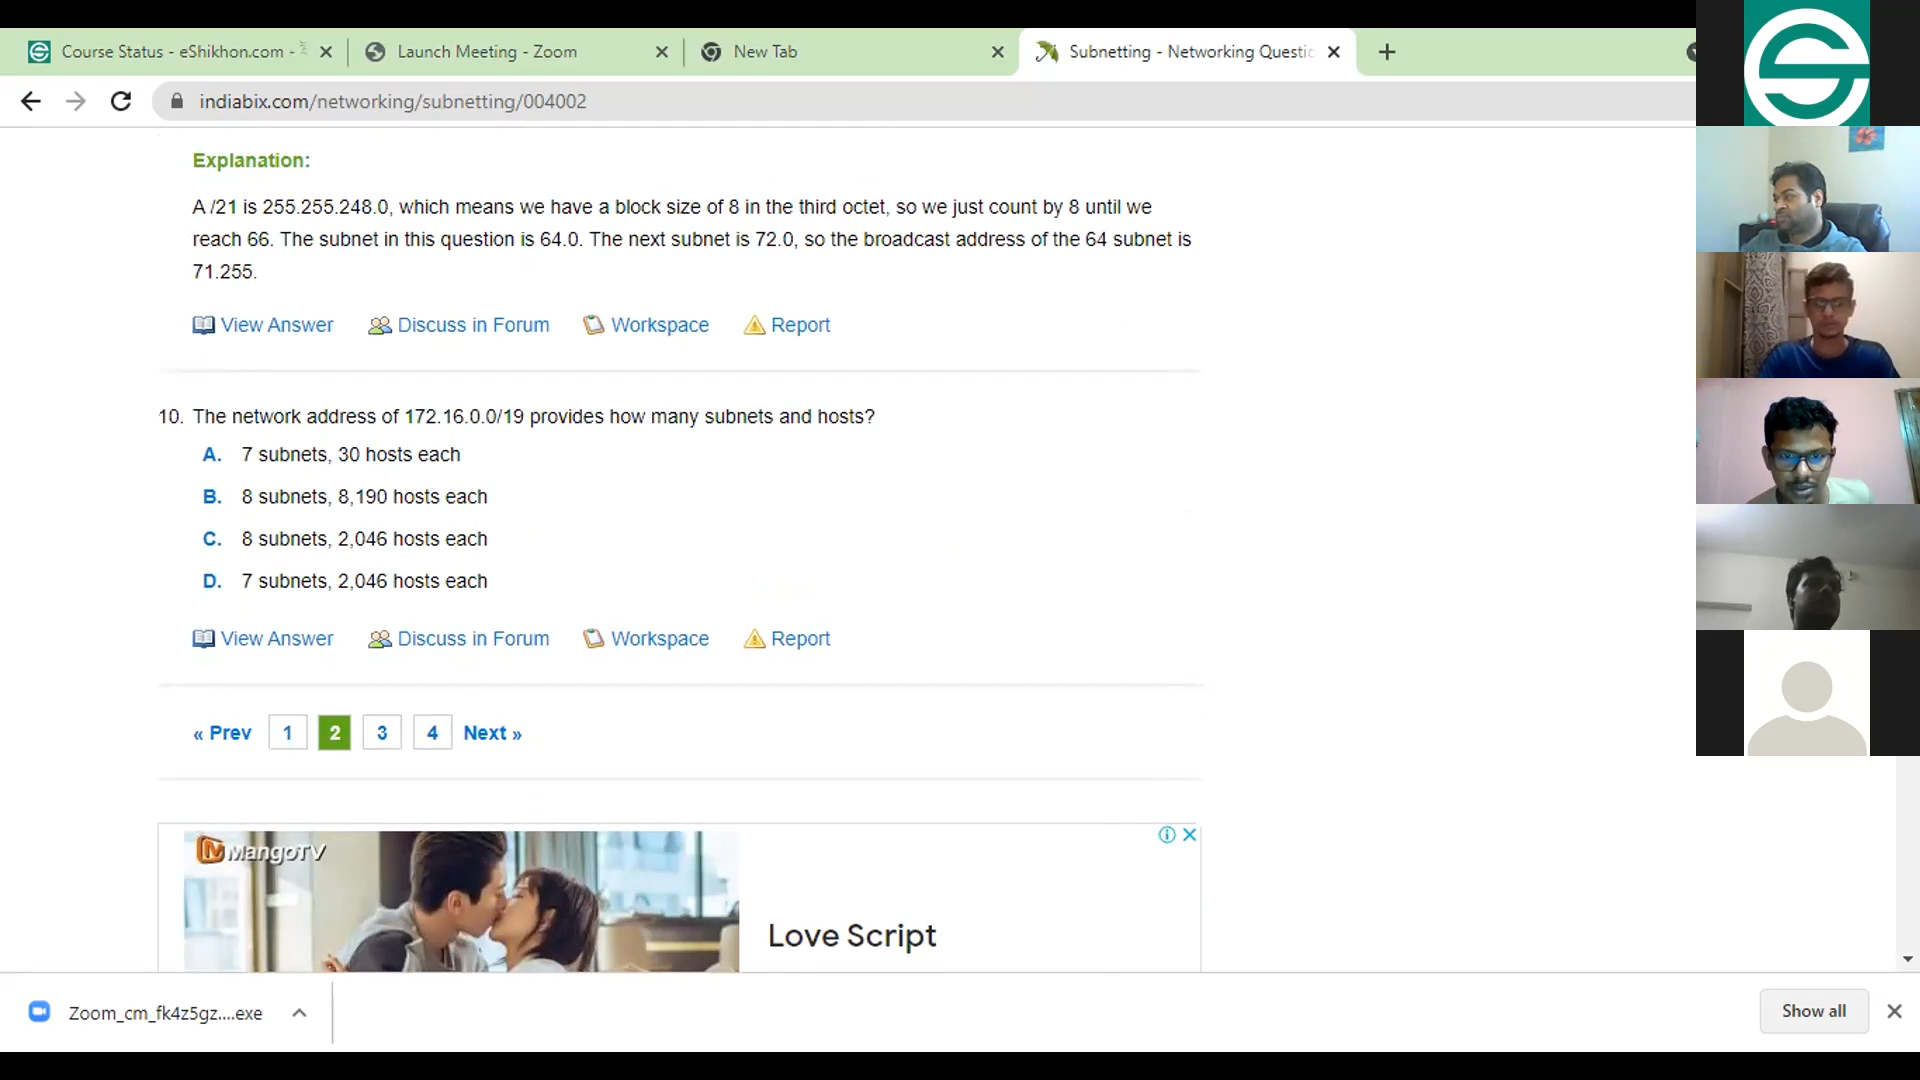 Course Status - eShikhon.com -
Launch Meeting - Zoom
New Tab
Subnetting - Networking Questic
indiabix.com/networking/subnetting/004002
Explanation:
A /21 is 255.255.248.0, which means we have a block size of 8 in the third octet, so we just count by 8 until we
reach 66. The subnet in this question is 64.0. The next subnet is 72.0, so the broadcast address of the 64 subnet is
71.255.
View Answer Discuss in Forum Workspace Report
10. The network address of 172.16.0.0/19 provides how many subnets and hosts?
A. 7 subnets, 30 hosts each
B. 8 subnets, 8,190 hosts each
C. 8 subnets, 2,046 hosts each
D. 7 subnets, 2,046 hosts each
View Answer Discuss in Forum Workspace Report
« Prev 1 2 3 4 Next »
MangoTV
Love Script
Zoom_cm_fk4z5gz....exe
Show all